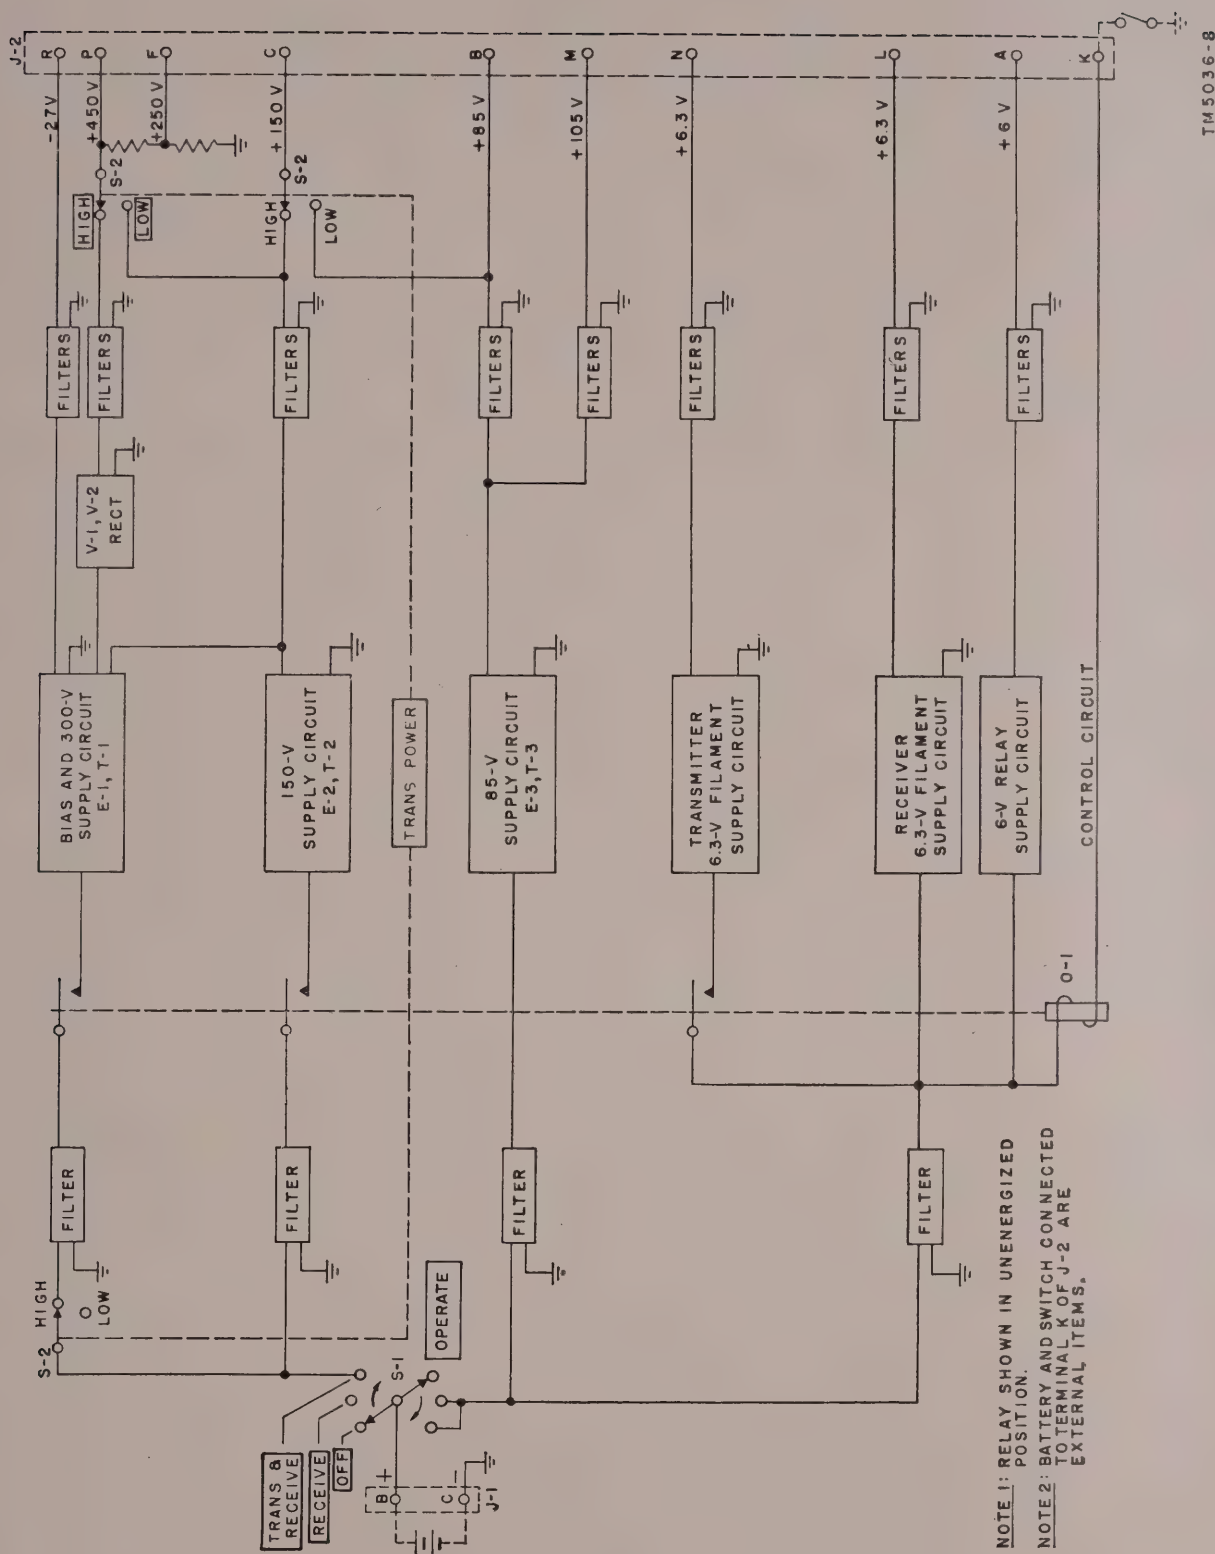 J-2
R
P
F
C
B
M
N
L
A
K
-27V
+450V
+250V
+150V
+85V
+105V
+6.3V
+6.3V
+6V
S-2
S-2
HIGH
LOW
HIGH
LOW
FILTERS
FILTERS
FILTERS
FILTERS
FILTERS
FILTERS
FILTERS
FILTERS
V-1, V-2
RECT
BIAS AND 300-V
SUPPLY CIRCUIT
E-1, T-1
150-V
SUPPLY CIRCUIT
E-2, T-2
TRANS POWER
85-V
SUPPLY CIRCUIT
E-3, T-3
TRANSMITTER
6.3-V FILAMENT
SUPPLY CIRCUIT
RECEIVER
6.3-V FILAMENT
SUPPLY CIRCUIT
6-V RELAY
SUPPLY CIRCUIT
CONTROL CIRCUIT
O-1
FILTER
FILTER
FILTER
FILTER
S-2
HIGH
LOW
S-1
OPERATE
TRANS &
RECEIVE
RECEIVE
OFF
B
+
C
–
J-1
NOTE 1: RELAY SHOWN IN UNENERGIZED
POSITION.
NOTE 2: BATTERY AND SWITCH CONNECTED
TO TERMINAL K OF J-2 ARE
EXTERNAL ITEMS.
TM5036-8